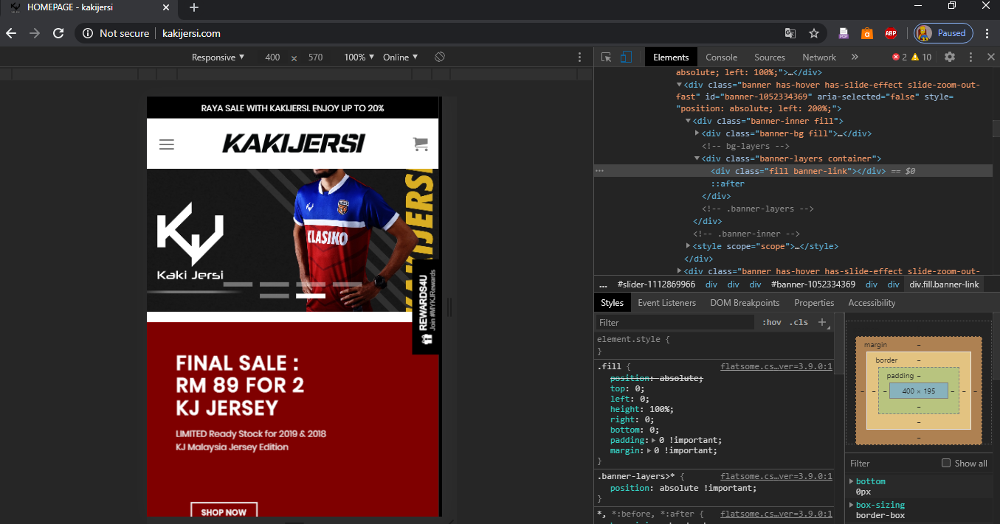 HOMEPAGE - kakijersi
Not secure
kakijersi.com
PDF
a
ABP
Paused
Responsive ▼
400 × 570
100% ▼
Online ▼
Elements
Console
Sources
Network
»
2
10
RAYA SALE WITH KAKIJERSI. ENJOY UP TO 20%
KAKIJERSI
KLASIKO
Kaki Jersi
REWARDS4U
Join #MYKJRewards
FINAL SALE :
RM 89 FOR 2
KJ JERSEY
LIMITED Ready Stock for 2019 & 2018
KJ Malaysia Jersey Edition
SHOP NOW
absolute; left: 100%;">…</div>
▼<div class="banner has-hover has-slide-effect slide-zoom-out-
fast" id="banner-1052334369" aria-selected="false" style=
"position: absolute; left: 200%;">
▼<div class="banner-inner fill">
▶<div class="banner-bg fill">…</div>
<!-- bg-layers -->
▼<div class="banner-layers container">
… <div class="fill banner-link"></div> == $0
::after
</div>
<!-- .banner-layers -->
</div>
<!-- .banner-inner -->
▶<style scope="scope">…</style>
</div>
▶<div class="banner has-hover has-slide-effect slide-zoom-out-
… #slider-1112869966 div div div #banner-1052334369 div div div.fill.banner-link
Styles Event Listeners DOM Breakpoints Properties Accessibility
Filter :hov .cls +
element.style {
}
.fill { flatsome.cs…ver=3.9.0:1
position: absolute;
top: 0;
left: 0;
height: 100%;
right: 0;
bottom: 0;
padding:▶ 0 !important;
margin:▶ 0 !important;
}
.banner-layers>* { flatsome.cs…ver=3.9.0:1
position: absolute !important;
}
*, *:before, *:after { flatsome.cs…ver=3.9.0:1
margin –
border –
padding –
400 × 195
Filter Show all
▶ bottom
0px
▶ box-sizing
border-box